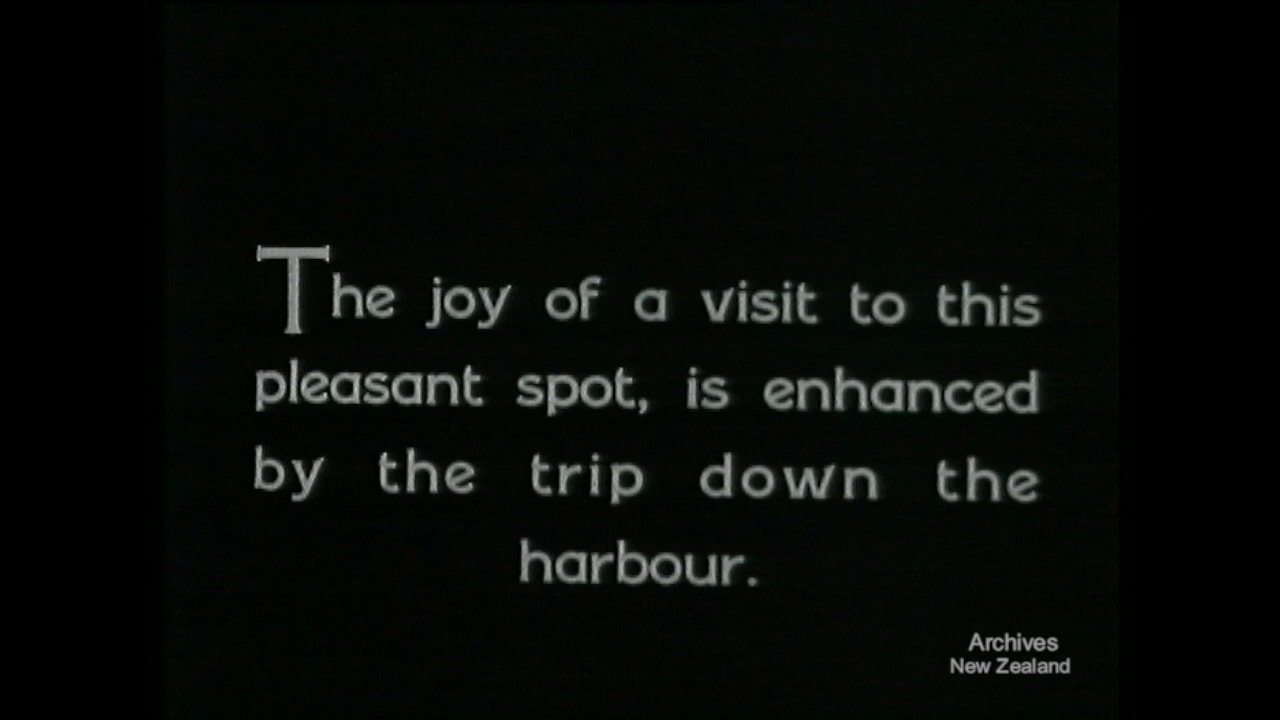 The joy of a visit to this
pleasant spot, is enhanced
by the trip down the
harbour.
Archives
New Zealand